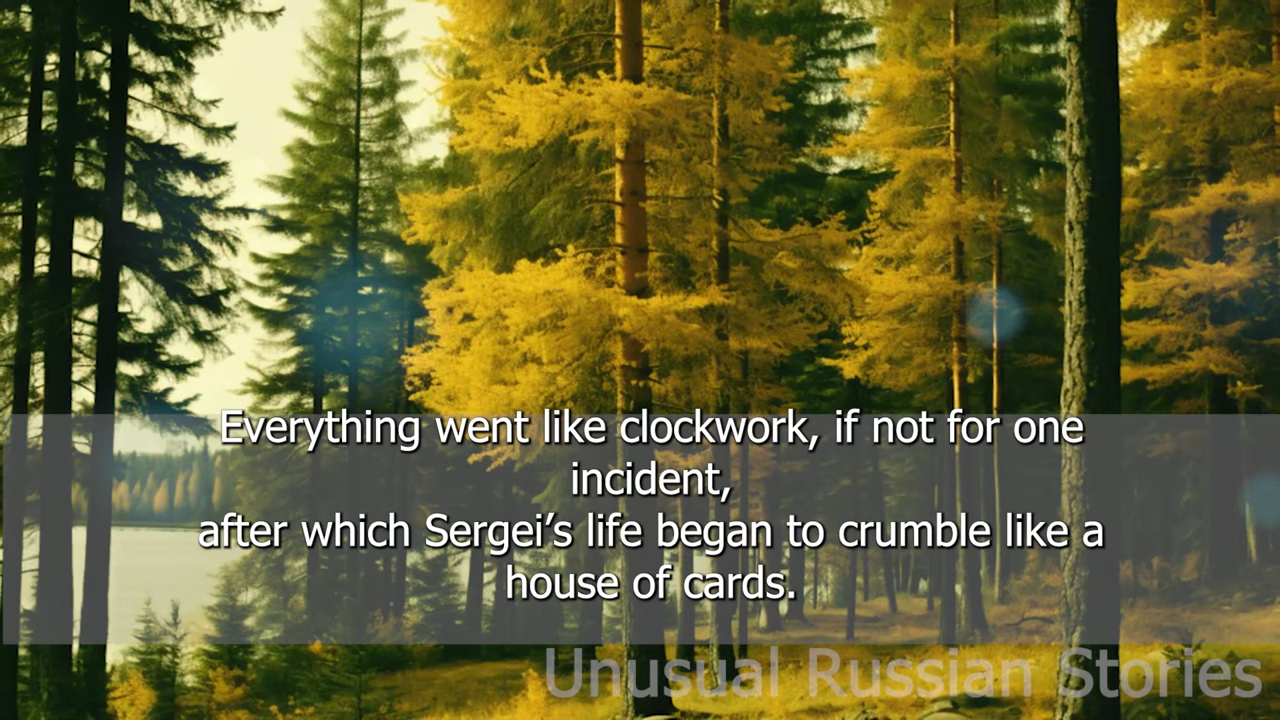 Everything went like clockwork, if not for one
incident,
after which Sergei’s life began to crumble like a
house of cards.
Unusual Russian Stories